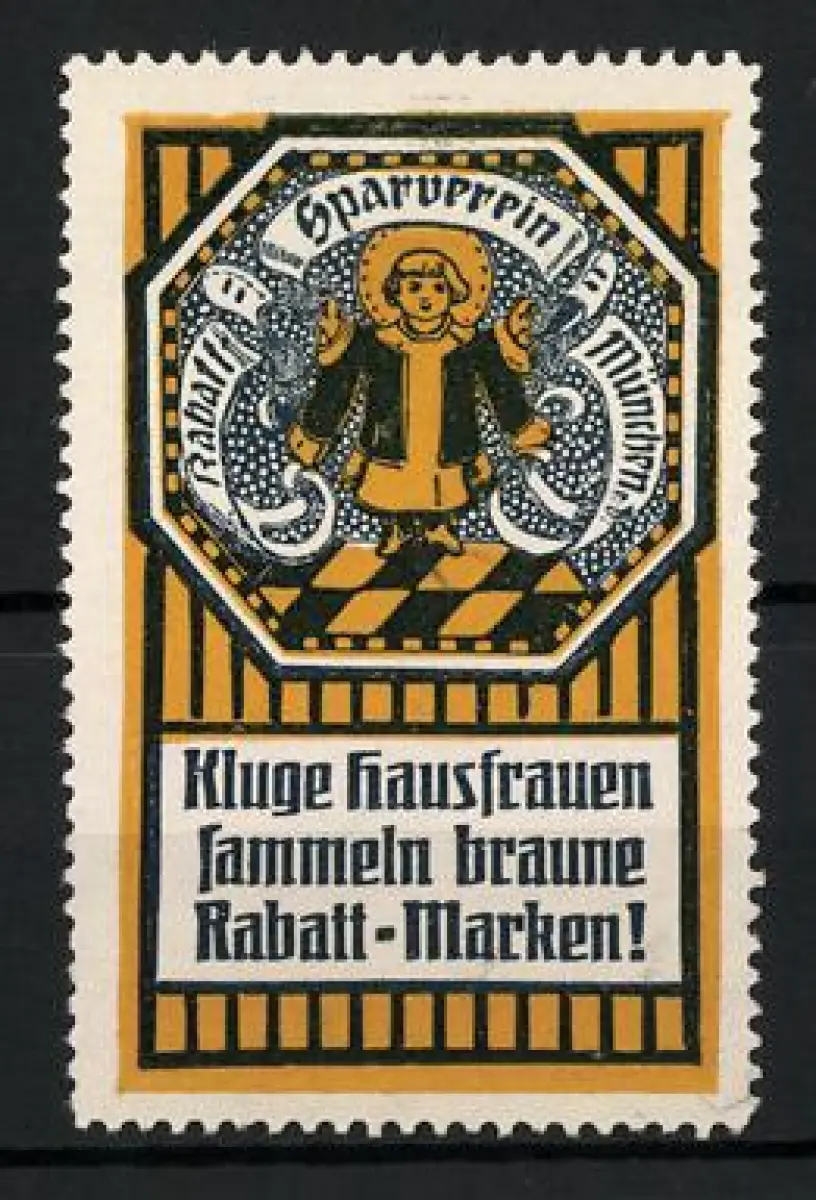 Rabatt
"
Sparverein
"
München e.V.
Kluge Hausfrauen
sammeln braune
Rabatt-Marken!